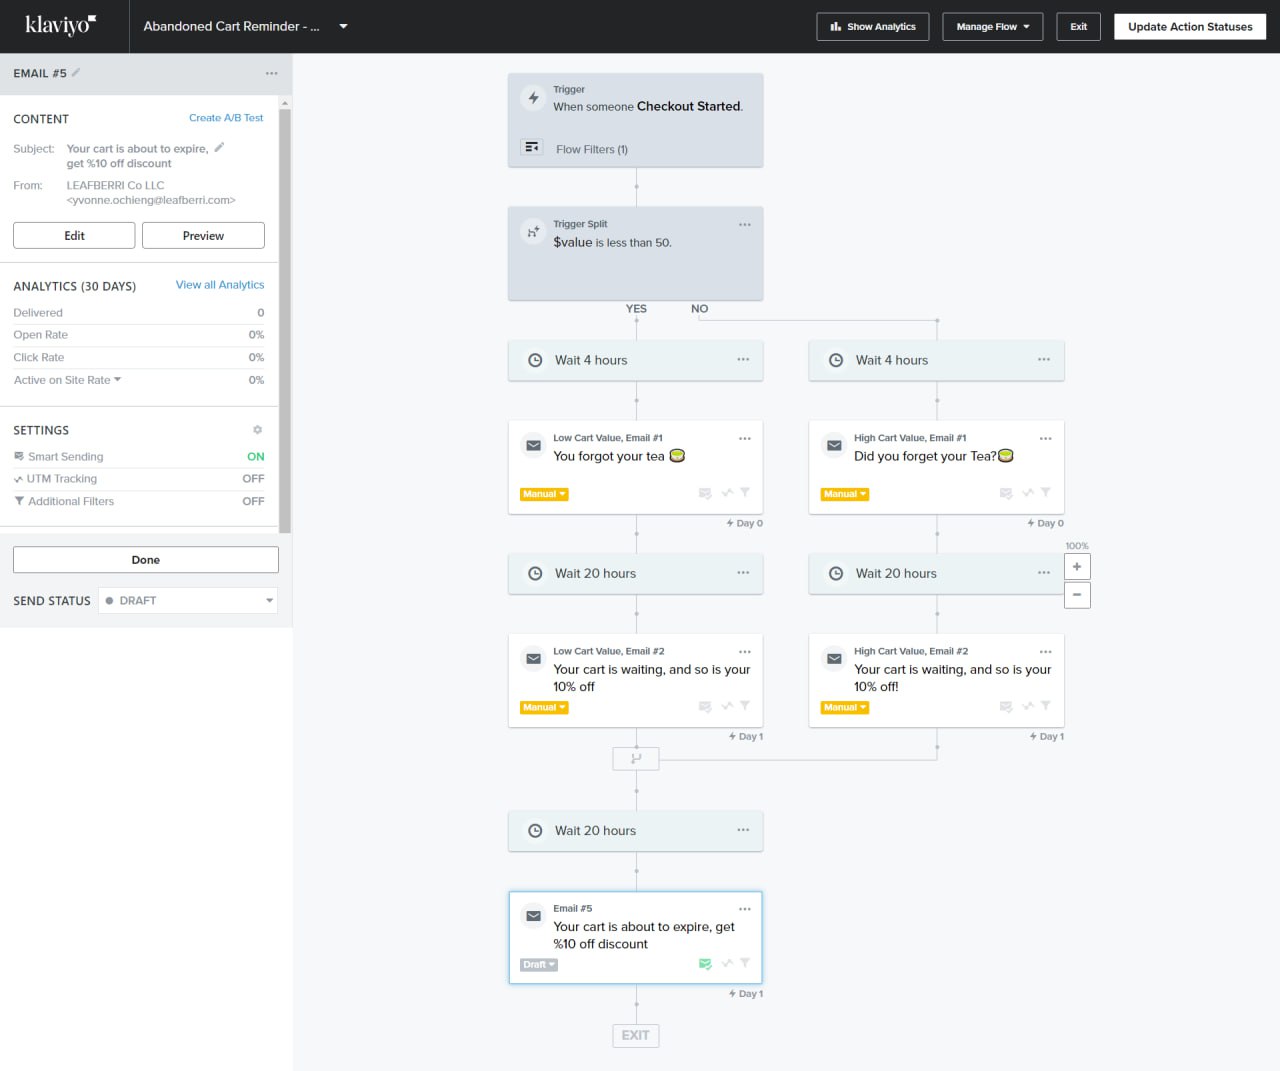 klaviyo
Abandoned Cart Reminder - ...
Show Analytics
Manage Flow
Exit
Update Action Statuses
EMAIL #5
CONTENT
Create A/B Test
Subject: Your cart is about to expire,
get %10 off discount
From: LEAFBERRI Co LLC
<yvonne.ochieng@leafberri.com>
Edit
Preview
ANALYTICS (30 DAYS)
View all Analytics
Delivered 0
Open Rate 0%
Click Rate 0%
Active on Site Rate 0%
SETTINGS
Smart Sending ON
UTM Tracking OFF
Additional Filters OFF
Done
SEND STATUS DRAFT
Trigger
When someone Checkout Started.
Flow Filters (1)
Trigger Split
$value is less than 50.
YES
NO
Wait 4 hours
Wait 4 hours
Low Cart Value, Email #1
You forgot your tea 🍵
Manual
Day 0
High Cart Value, Email #1
Did you forget your Tea?🍵
Manual
Day 0
100%
+
−
Wait 20 hours
Wait 20 hours
Low Cart Value, Email #2
Your cart is waiting, and so is your
10% off
Manual
Day 1
High Cart Value, Email #2
Your cart is waiting, and so is your
10% off!
Manual
Day 1
Wait 20 hours
Email #5
Your cart is about to expire, get
%10 off discount
Draft
Day 1
EXIT